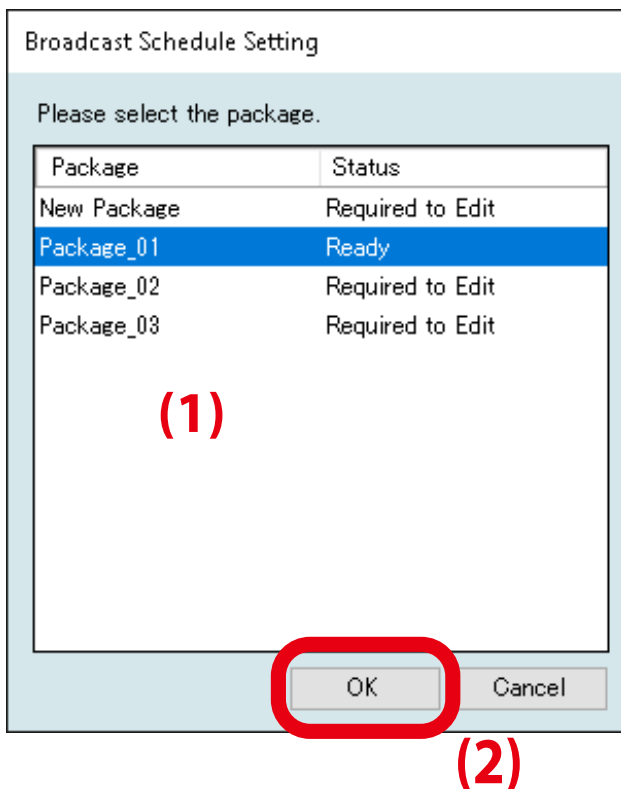 Broadcast Schedule Setting
Please select the package.
Package Status
New Package Required to Edit
Package_01 Ready
Package_02 Required to Edit
Package_03 Required to Edit
(1)
OK Cancel
(2)